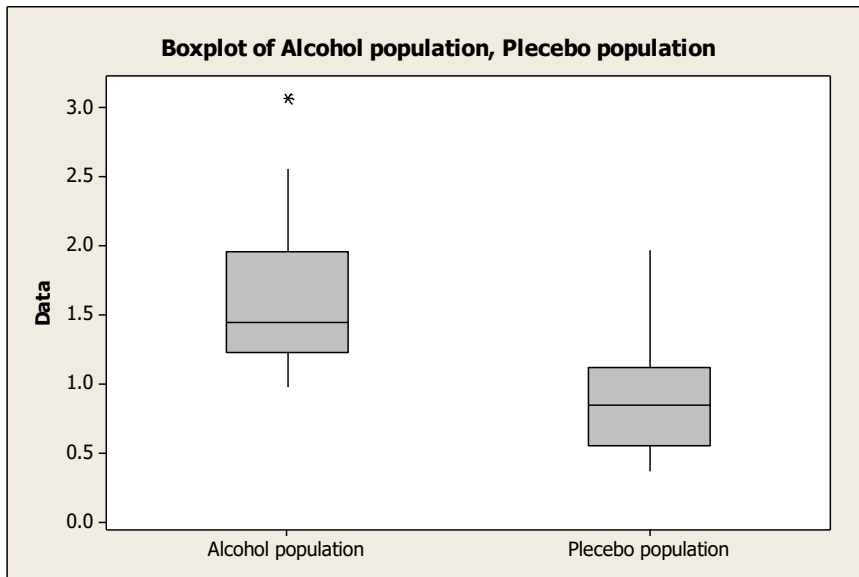 Boxplot of Alcohol population, Plecebo population
3.0
2.5
2.0
1.5
1.0
0.5
0.0
Data
Alcohol population
Plecebo population